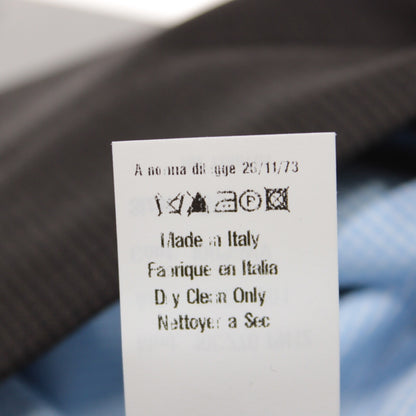 A norma di legge 26/11/73
P
Made in Italy
Fabrique en Italia
Dry Clean Only
Nettoyer a Sec